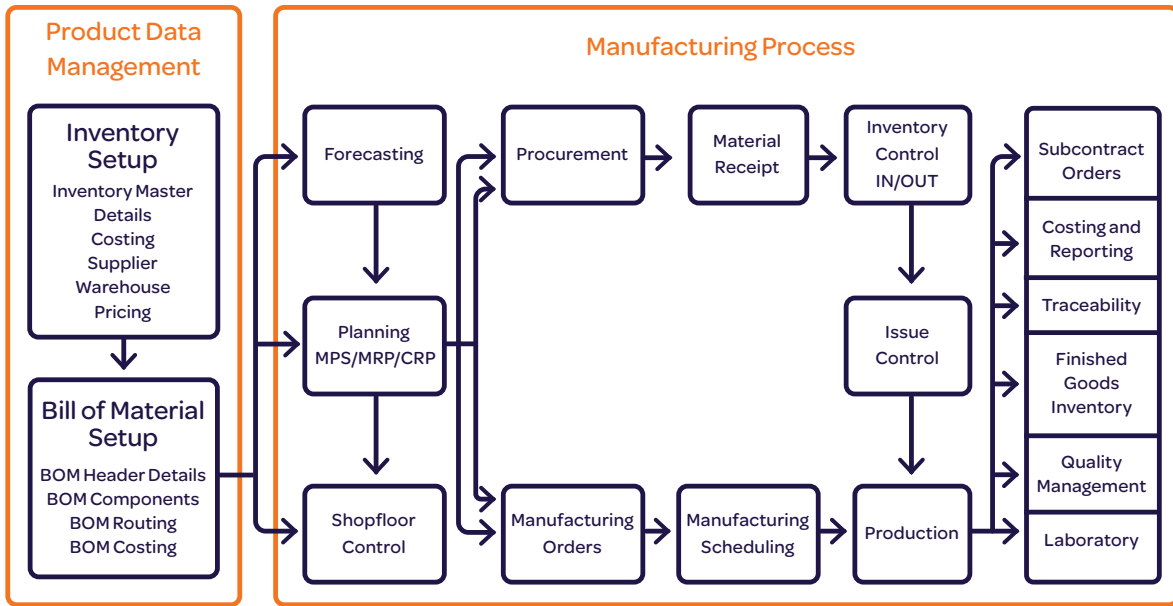 Product Data
Management
Inventory
Setup
Inventory Master
Details
Costing
Supplier
Warehouse
Pricing
Bill of Material
Setup
BOM Header Details
BOM Components
BOM Routing
BOM Costing
Manufacturing Process
Forecasting
Planning
MPS/MRP/CRP
Shopfloor
Control
Procurement
Material
Receipt
Inventory
Control
IN/OUT
Issue
Control
Manufacturing
Orders
Manufacturing
Scheduling
Production
Subcontract
Orders
Costing and
Reporting
Traceability
Finished
Goods
Inventory
Quality
Management
Laboratory